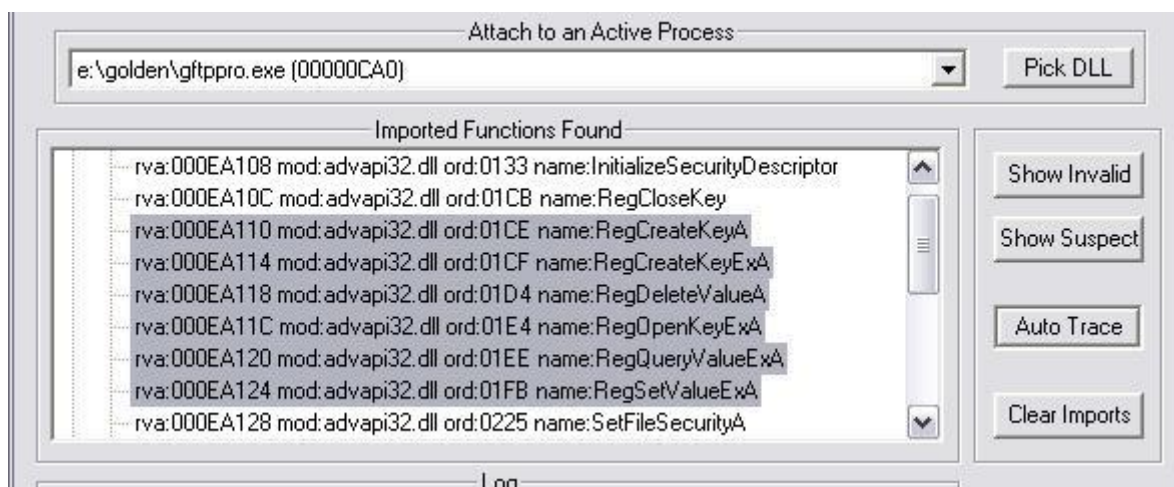 Attach to an Active Process
e:\golden\gftppro.exe (00000CA0)
Pick DLL
Imported Functions Found
rva:000EA108 mod:advapi32.dll ord:0133 name:InitializeSecurityDescriptor
rva:000EA10C mod:advapi32.dll ord:01CB name:RegCloseKey
rva:000EA110 mod:advapi32.dll ord:01CE name:RegCreateKeyA
rva:000EA114 mod:advapi32.dll ord:01CF name:RegCreateKeyExA
rva:000EA118 mod:advapi32.dll ord:01D4 name:RegDeleteValueA
rva:000EA11C mod:advapi32.dll ord:01E4 name:RegOpenKeyExA
rva:000EA120 mod:advapi32.dll ord:01EE name:RegQueryValueExA
rva:000EA124 mod:advapi32.dll ord:01FB name:RegSetValueExA
rva:000EA128 mod:advapi32.dll ord:0225 name:SetFileSecurityA
Show Invalid
Show Suspect
Auto Trace
Clear Imports
Log